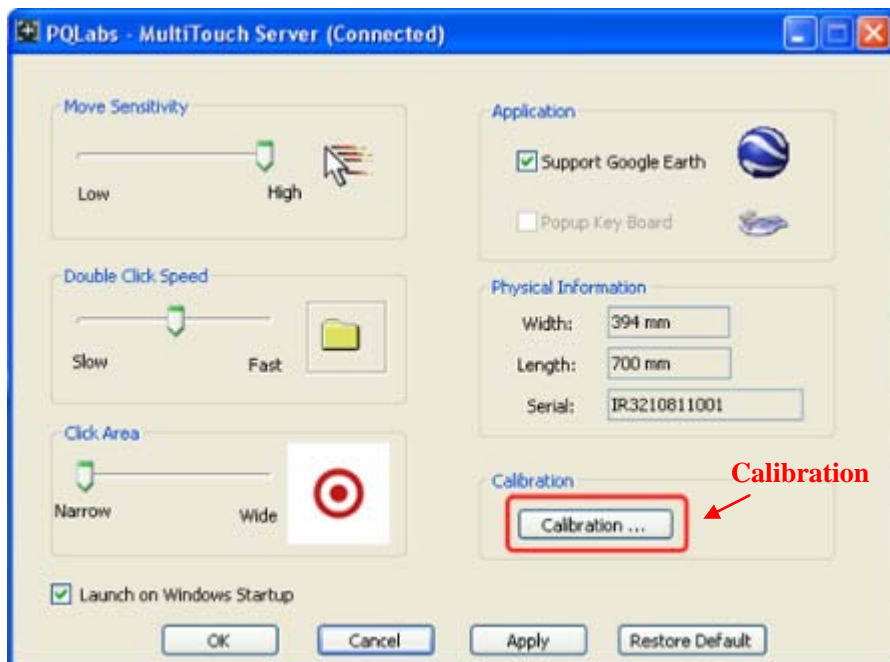 PQLabs - MultiTouch Server (Connected)
Move Sensitivity
Low High
Double Click Speed
Slow Fast
Click Area
Narrow Wide
Launch on Windows Startup
Application
Support Google Earth
Popup Key Board
Physical Information
Width: 394 mm
Length: 700 mm
Serial: IR3210811001
Calibration
Calibration
Calibration ...
OK Cancel Apply Restore Default